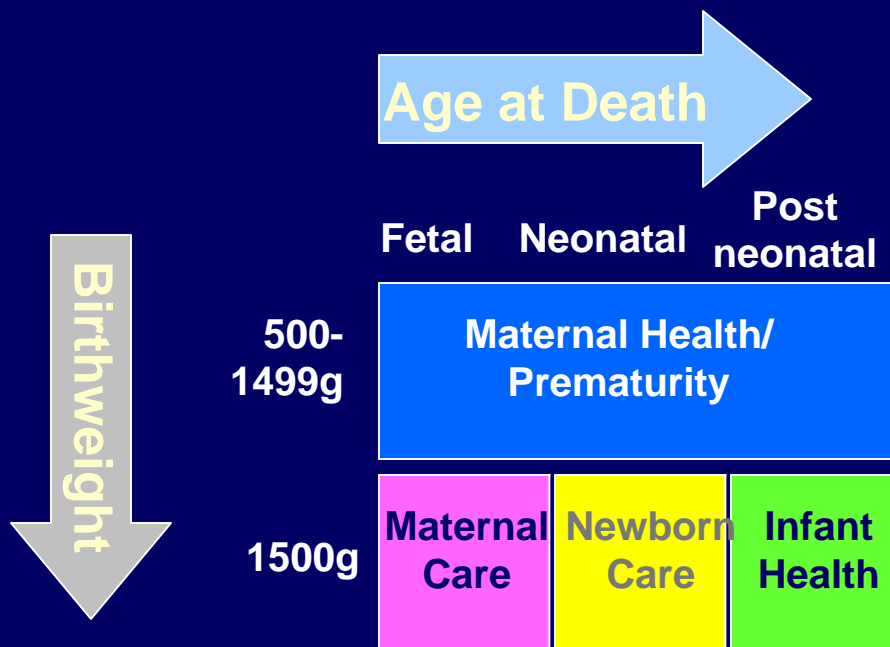 Age at Death
Fetal Neonatal Post
neonatal
Birthweight
500-
1499g
Maternal Health/
Prematurity
1500g
Maternal
Care
Newborn
Care
Infant
Health